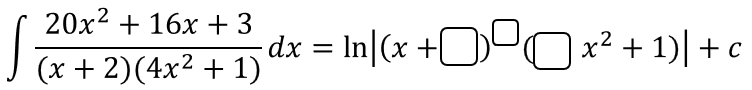 ∫ (20x² + 16x + 3)/((x + 2)(4x² + 1)) dx = ln|(x +□)^□(□ x² + 1)| + c